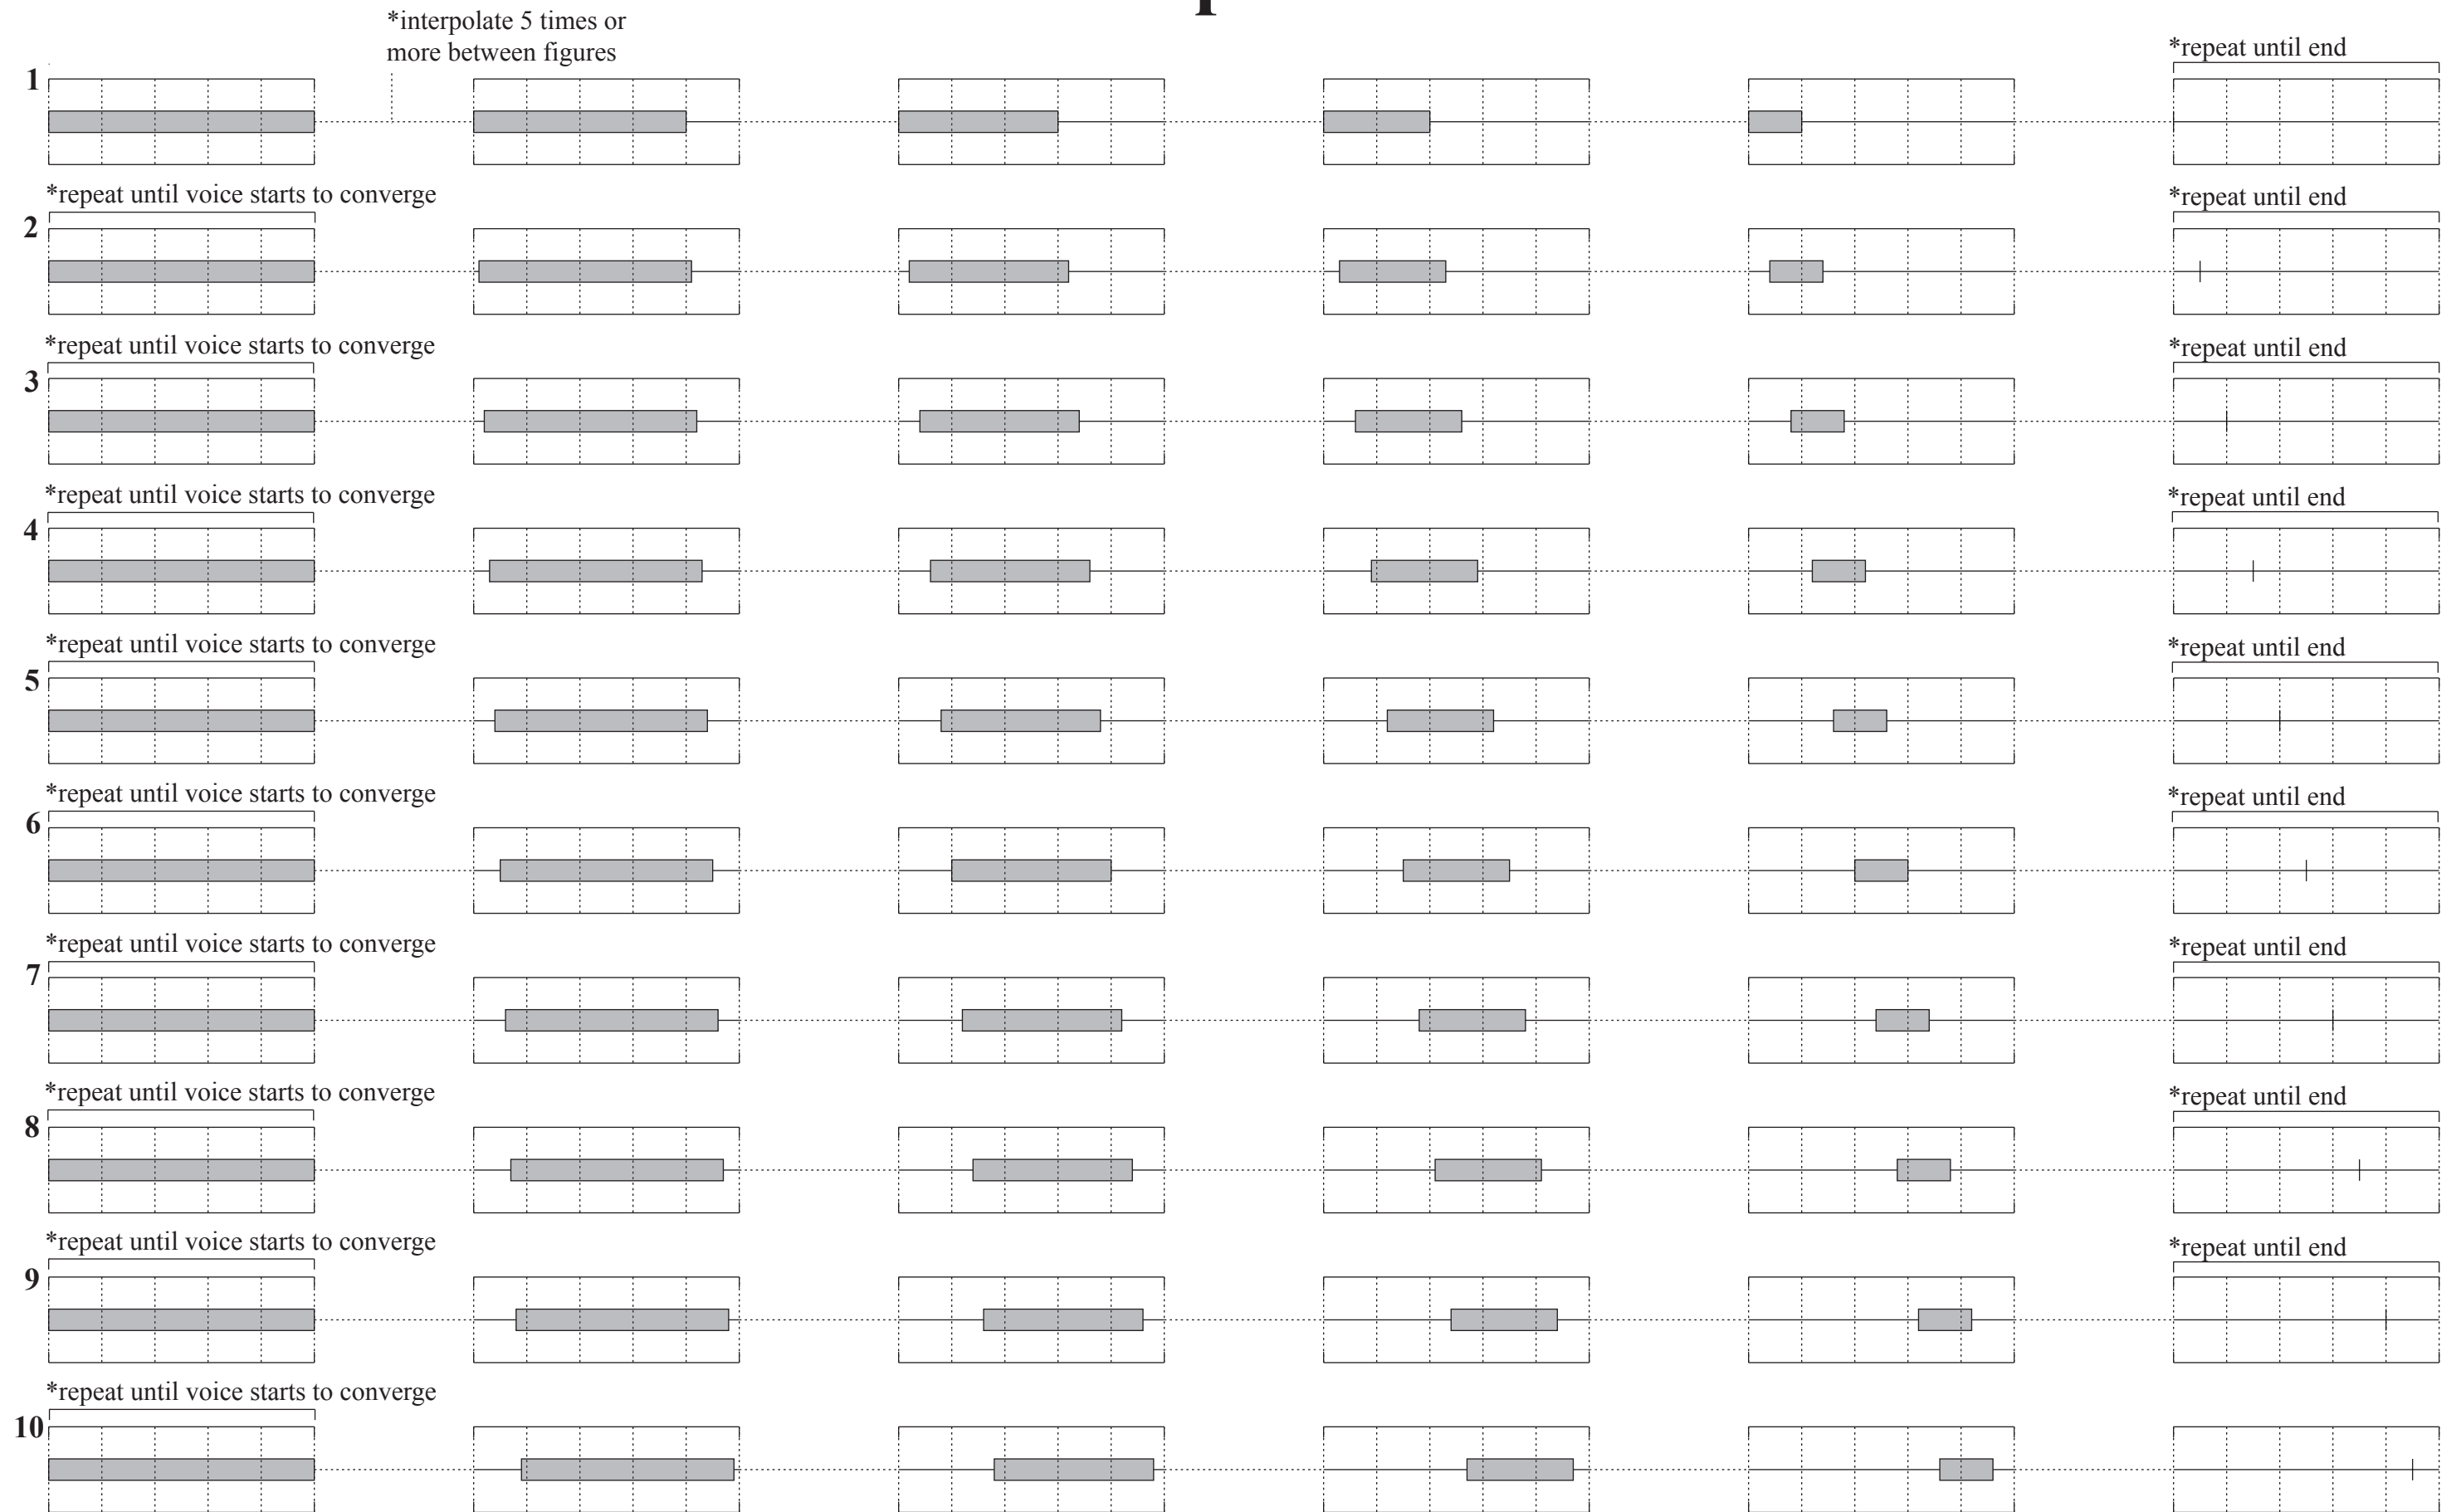 *interpolate 5 times or
more between figures
*repeat until end
1
*repeat until voice starts to converge
*repeat until end
2
*repeat until voice starts to converge
*repeat until end
3
*repeat until voice starts to converge
*repeat until end
4
*repeat until voice starts to converge
*repeat until end
5
*repeat until voice starts to converge
*repeat until end
6
*repeat until voice starts to converge
*repeat until end
7
*repeat until voice starts to converge
*repeat until end
8
*repeat until voice starts to converge
*repeat until end
9
*repeat until voice starts to converge
10